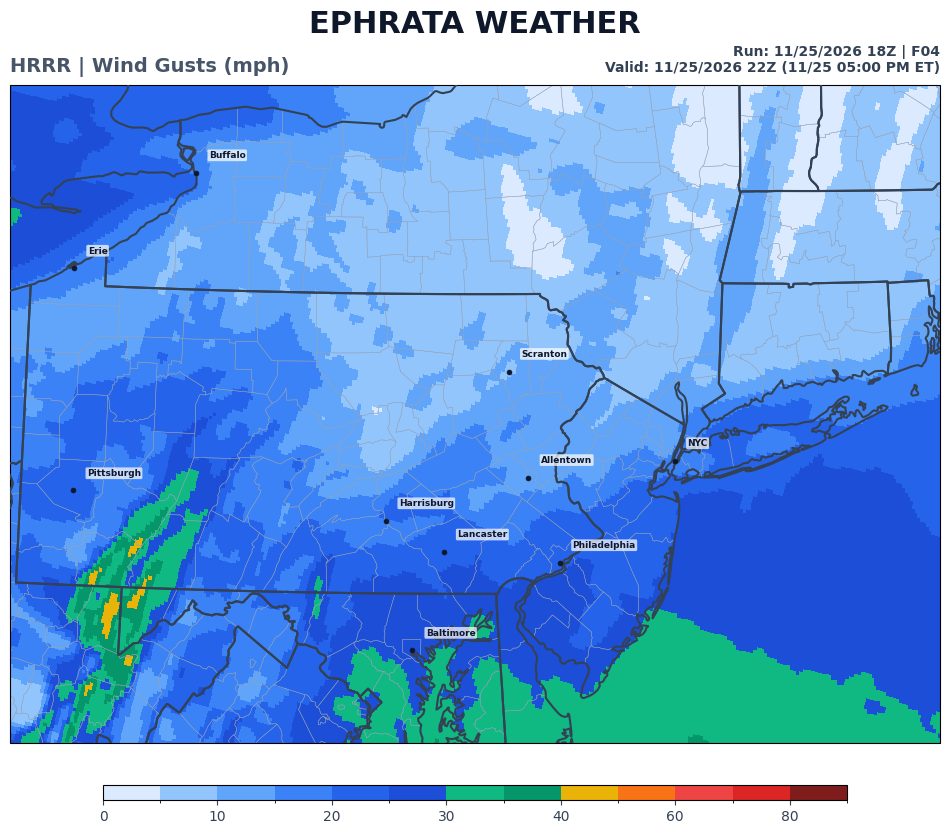 EPHRATA WEATHER
HRRR | Wind Gusts (mph)
Run: 11/25/2026 18Z | F04
Valid: 11/25/2026 22Z (11/25 05:00 PM ET)
Buffalo
Erie
Scranton
NYC
Allentown
Pittsburgh
Harrisburg
Lancaster
Philadelphia
Baltimore
0 10 20 30 40 50 60 70 80